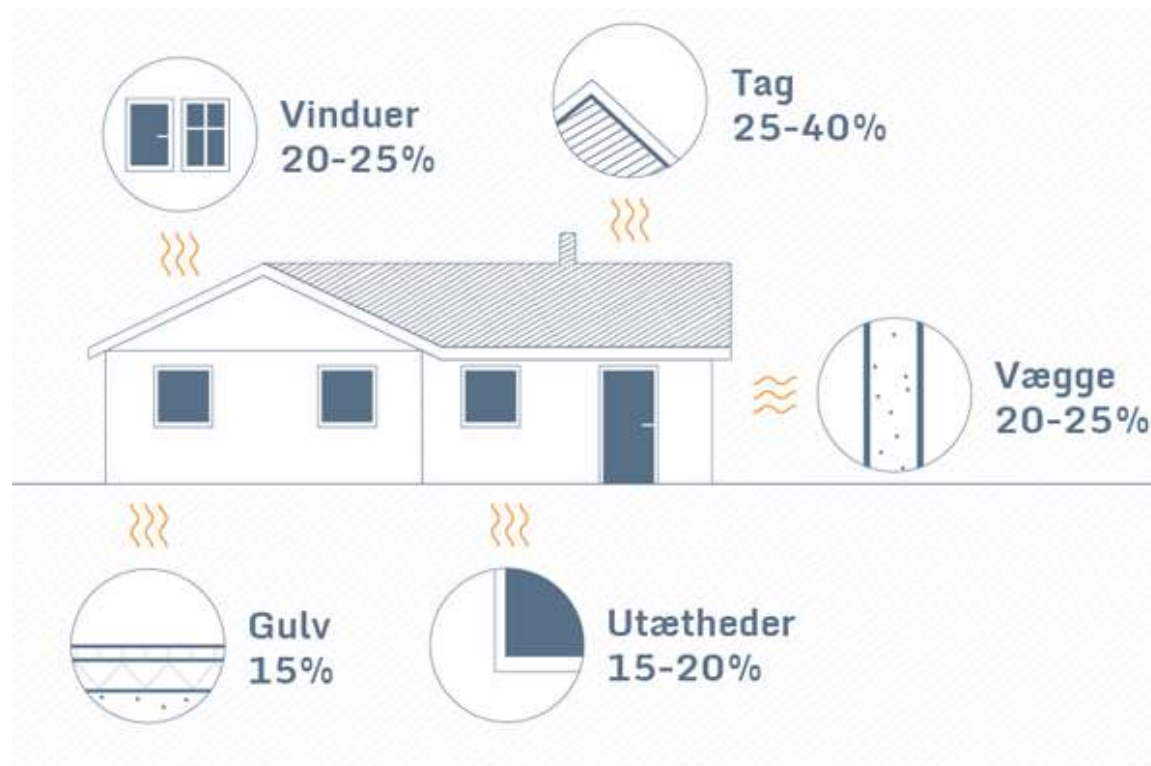 Vinduer
20-25%
Tag
25-40%
Vægge
20-25%
Gulv
15%
Utætheder
15-20%